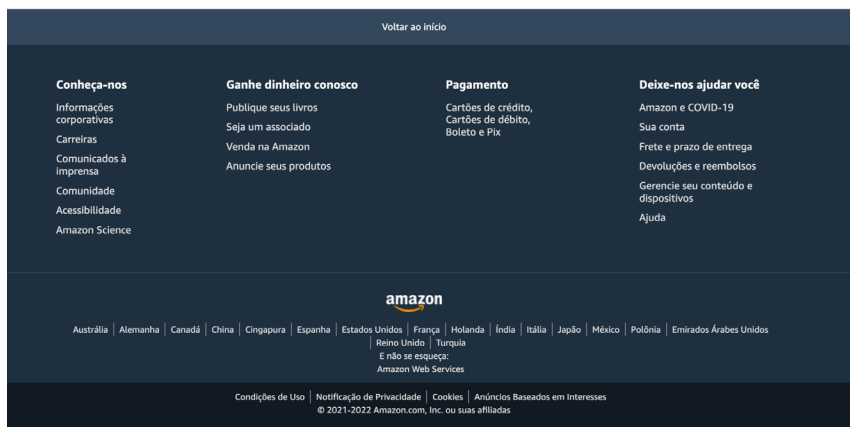 Voltar ao início
Conheça-nos
Informações
corporativas
Carreiras
Comunicados à
imprensa
Comunidade
Acessibilidade
Amazon Science
Ganhe dinheiro conosco
Publique seus livros
Seja um associado
Venda na Amazon
Anuncie seus produtos
Pagamento
Cartões de crédito,
Cartões de débito,
Boleto e Pix
Deixe-nos ajudar você
Amazon e COVID-19
Sua conta
Frete e prazo de entrega
Devoluções e reembolsos
Gerencie seu conteúdo e
dispositivos
Ajuda
amazon
Austrália | Alemanha | Canadá | China | Cingapura | Espanha | Estados Unidos | França | Holanda | Índia | Itália | Japão | México | Polônia | Emirados Árabes Unidos
| Reino Unido | Turquia
E não se esqueça:
Amazon Web Services
Condições de Uso | Notificação de Privacidade | Cookies | Anúncios Baseados em Interesses
© 2021-2022 Amazon.com, Inc. ou suas afiliadas